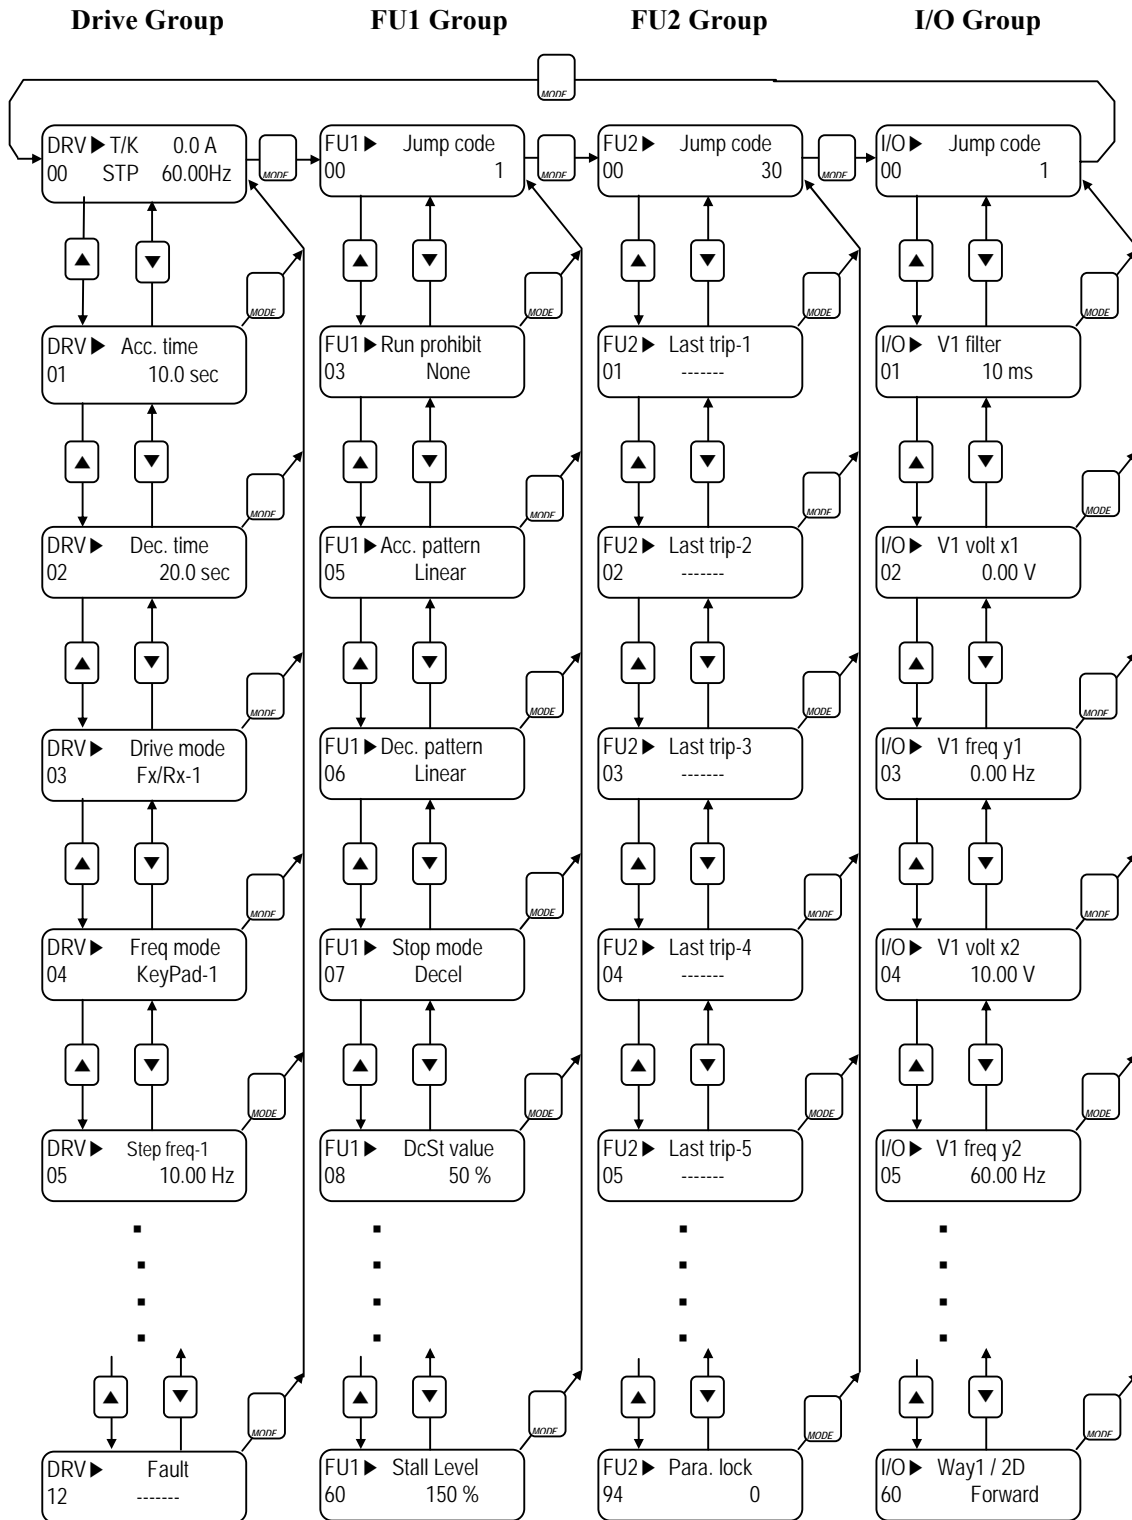 Drive Group FU1 Group FU2 Group I/O Group
MODE
DRV▶ T/K 0.0 A
00 STP 60.00Hz
MODE
FU1▶ Jump code
00 1
MODE
FU2▶ Jump code
00 30
MODE
I/O▶ Jump code
00 1
▲ ▼ MODE ▲ ▼ MODE ▲ ▼ MODE ▲ ▼ MODE
DRV▶ Acc. time
01 10.0 sec
FU1▶ Run prohibit
03 None
FU2▶ Last trip-1
01 -------
I/O▶ V1 filter
01 10 ms
▲ ▼ MODE ▲ ▼ MODE ▲ ▼ MODE ▲ ▼ MODE
DRV▶ Dec. time
02 20.0 sec
FU1▶ Acc. pattern
05 Linear
FU2▶ Last trip-2
02 -------
I/O▶ V1 volt x1
02 0.00 V
▲ ▼ MODE ▲ ▼ MODE ▲ ▼ MODE ▲ ▼ MODE
DRV▶ Drive mode
03 Fx/Rx-1
FU1▶ Dec. pattern
06 Linear
FU2▶ Last trip-3
03 -------
I/O▶ V1 freq y1
03 0.00 Hz
▲ ▼ MODE ▲ ▼ MODE ▲ ▼ MODE ▲ ▼ MODE
DRV▶ Freq mode
04 KeyPad-1
FU1▶ Stop mode
07 Decel
FU2▶ Last trip-4
04 -------
I/O▶ V1 volt x2
04 10.00 V
▲ ▼ MODE ▲ ▼ MODE ▲ ▼ MODE ▲ ▼ MODE
DRV▶ Step freq-1
05 10.00 Hz
FU1▶ DcSt value
08 50 %
FU2▶ Last trip-5
05 -------
I/O▶ V1 freq y2
05 60.00 Hz
▲ ▼ MODE ▲ ▼ MODE ▲ ▼ MODE ▲ ▼ MODE
DRV▶ Fault
12 -------
FU1▶ Stall Level
60 150 %
FU2▶ Para. lock
94 0
I/O▶ Way1 / 2D
60 Forward